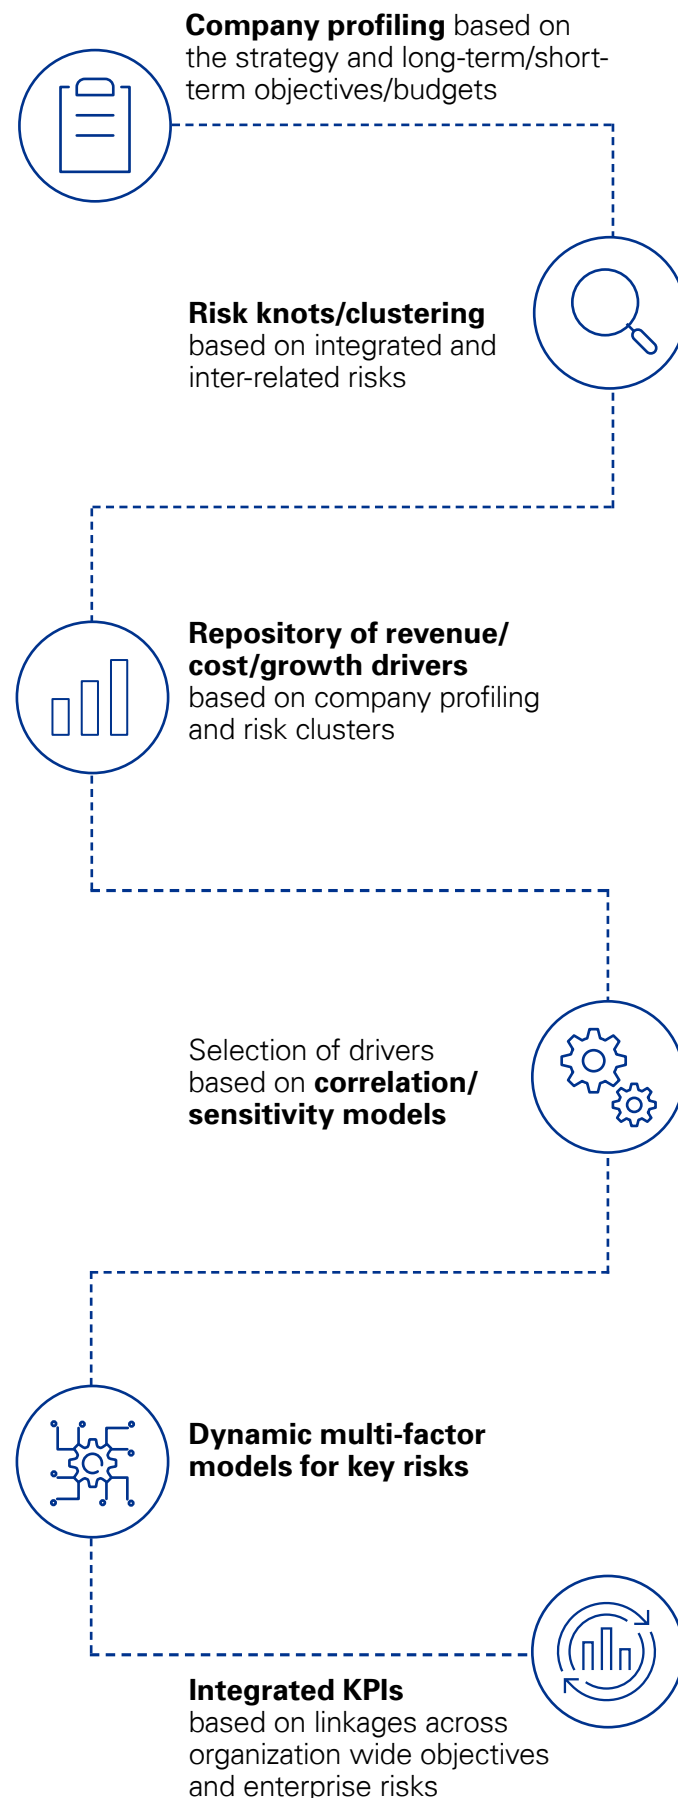 Company profiling based on
the strategy and long-term/short-
term objectives/budgets
Risk knots/clustering
based on integrated and
inter-related risks
Repository of revenue/
cost/growth drivers
based on company profiling
and risk clusters
Selection of drivers
based on correlation/
sensitivity models
Dynamic multi-factor
models for key risks
Integrated KPIs
based on linkages across
organization wide objectives
and enterprise risks